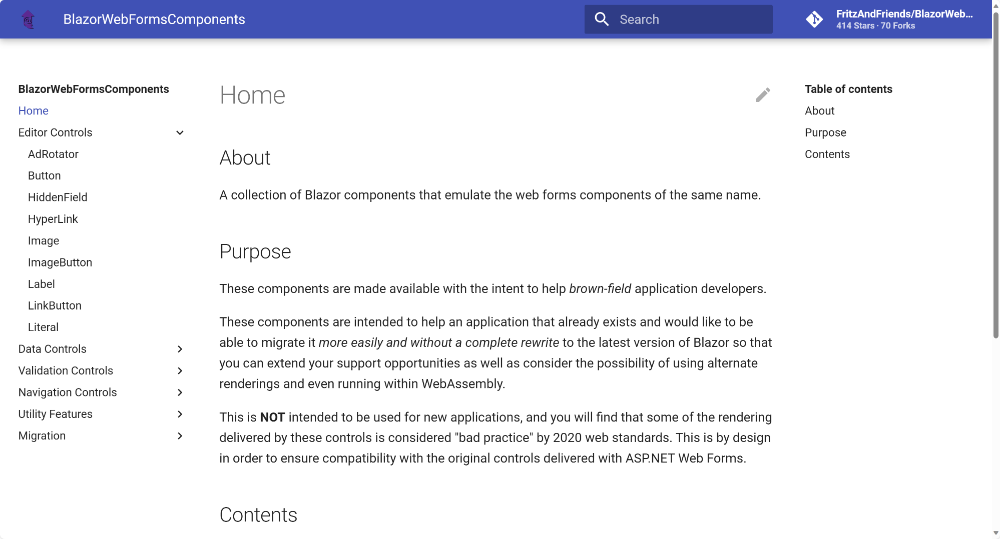 BlazorWebFormsComponents
Search
FritzAndFriends/BlazorWeb...
414 Stars · 70 Forks
BlazorWebFormsComponents
Home
Editor Controls
AdRotator
Button
HiddenField
HyperLink
Image
ImageButton
Label
LinkButton
Literal
Data Controls
Validation Controls
Navigation Controls
Utility Features
Migration
Home
About
A collection of Blazor components that emulate the web forms components of the same name.
Purpose
These components are made available with the intent to help brown-field application developers.
These components are intended to help an application that already exists and would like to be
able to migrate it more easily and without a complete rewrite to the latest version of Blazor so that
you can extend your support opportunities as well as consider the possibility of using alternate
renderings and even running within WebAssembly.
This is NOT intended to be used for new applications, and you will find that some of the rendering
delivered by these controls is considered "bad practice" by 2020 web standards. This is by design
in order to ensure compatibility with the original controls delivered with ASP.NET Web Forms.
Contents
Table of contents
About
Purpose
Contents